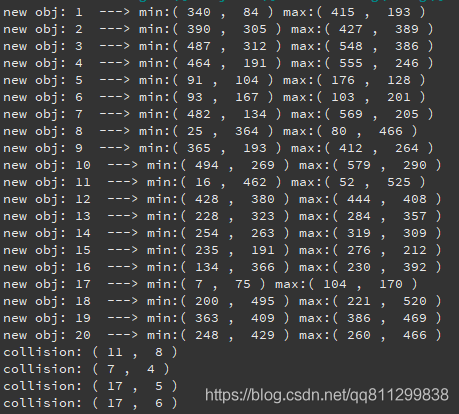 new obj: 1  ---> min:( 340 ,  84 ) max:( 415 ,  193 )
new obj: 2  ---> min:( 390 ,  305 ) max:( 427 ,  389 )
new obj: 3  ---> min:( 487 ,  312 ) max:( 548 ,  386 )
new obj: 4  ---> min:( 464 ,  191 ) max:( 555 ,  246 )
new obj: 5  ---> min:( 91 ,  104 ) max:( 176 ,  128 )
new obj: 6  ---> min:( 93 ,  167 ) max:( 103 ,  201 )
new obj: 7  ---> min:( 482 ,  134 ) max:( 569 ,  205 )
new obj: 8  ---> min:( 25 ,  364 ) max:( 80 ,  466 )
new obj: 9  ---> min:( 365 ,  193 ) max:( 412 ,  264 )
new obj: 10  ---> min:( 494 ,  269 ) max:( 579 ,  290 )
new obj: 11  ---> min:( 16 ,  462 ) max:( 52 ,  525 )
new obj: 12  ---> min:( 428 ,  380 ) max:( 444 ,  408 )
new obj: 13  ---> min:( 228 ,  323 ) max:( 284 ,  357 )
new obj: 14  ---> min:( 254 ,  263 ) max:( 319 ,  309 )
new obj: 15  ---> min:( 235 ,  191 ) max:( 276 ,  212 )
new obj: 16  ---> min:( 134 ,  366 ) max:( 230 ,  392 )
new obj: 17  ---> min:( 7 ,  75 ) max:( 104 ,  170 )
new obj: 18  ---> min:( 200 ,  495 ) max:( 221 ,  520 )
new obj: 19  ---> min:( 363 ,  409 ) max:( 386 ,  469 )
new obj: 20  ---> min:( 248 ,  429 ) max:( 260 ,  466 )
collision: ( 11 ,  8 )
collision: ( 7 ,  4 )
collision: ( 17 ,  5 )
collision: ( 17 ,  6 )
https://blog.csdn.net/qq811299838